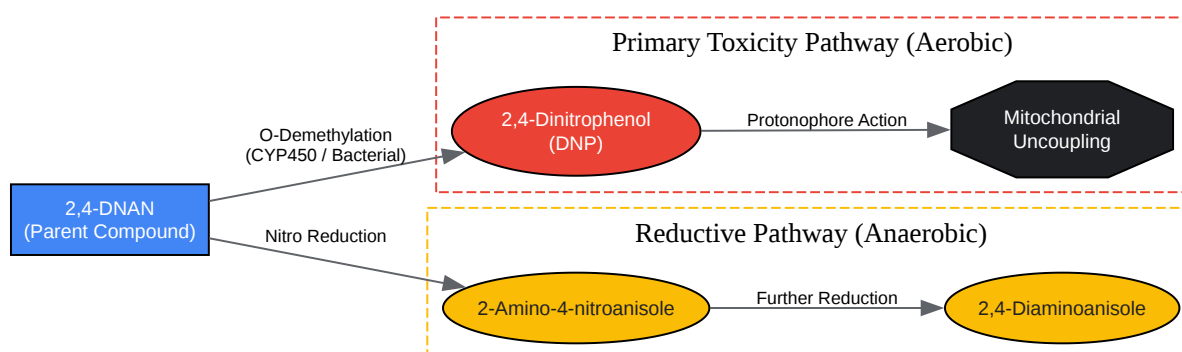 Primary Toxicity Pathway (Aerobic)
O-Demethylation
(CYP450 / Bacterial)
2,4-Dinitrophenol
(DNP)
Protonophore Action
Mitochondrial
Uncoupling
2,4-DNAN
(Parent Compound)
Nitro Reduction
Reductive Pathway (Anaerobic)
2-Amino-4-nitroanisole
Further Reduction
2,4-Diaminoanisole